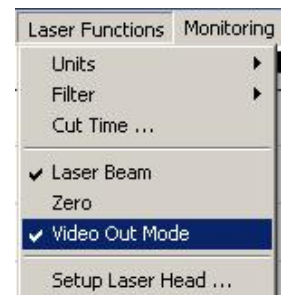 Laser Functions Monitoring
Units
Filter
Cut Time ...
Laser Beam
Zero
Video Out Mode
Setup Laser Head ...